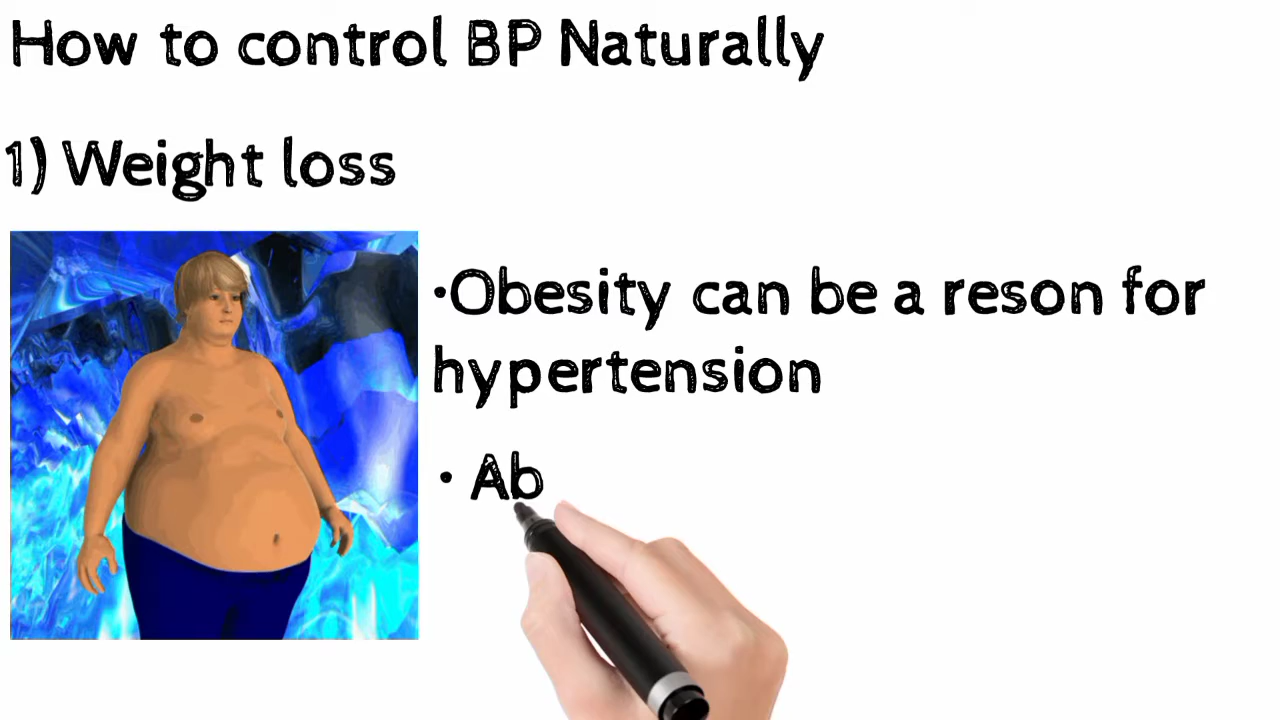 How to control BP Naturally
1) Weight loss
•Obesity can be a reson for
hypertension
• Ab